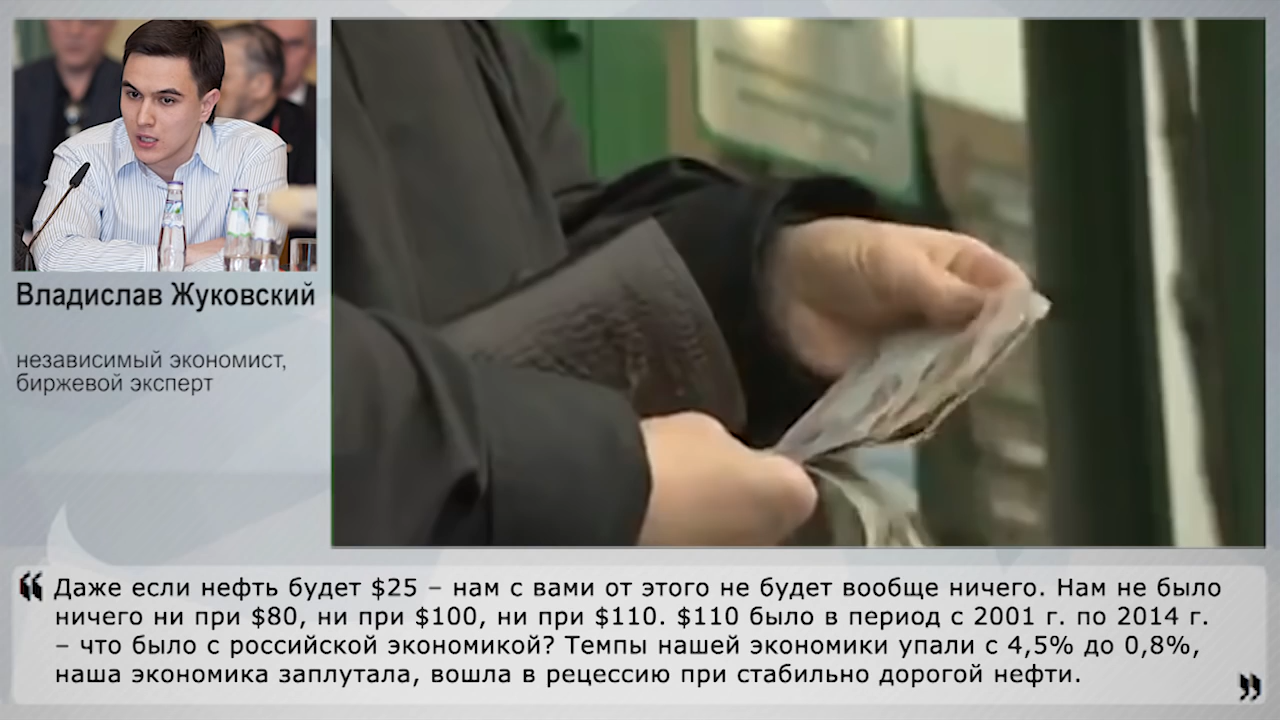 Владислав Жуковский
независимый экономист,
биржевой эксперт
“ Даже если нефть будет $25 – нам с вами от этого не будет вообще ничего. Нам не было
ничего ни при $80, ни при $100, ни при $110. $110 было в период с 2001 г. по 2014 г.
– что было с российской экономикой? Темпы нашей экономики упали с 4,5% до 0,8%,
наша экономика заплутала, вошла в рецессию при стабильно дорогой нефти. ”